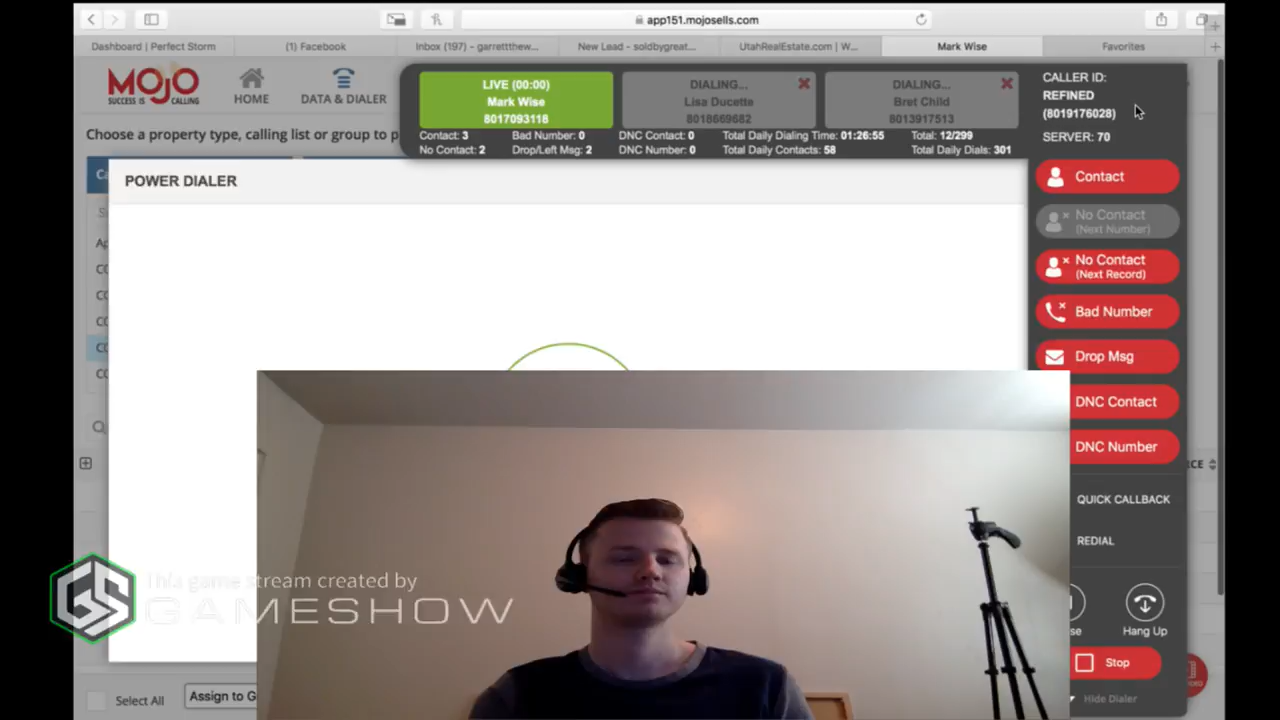 app151.mojosells.com
Dashboard | Perfect Storm
(1) Facebook
Inbox (197) - garrettthew...
New Lead - soldbygreat...
UtahRealEstate.com | W...
Mark Wise
Favorites
MOJO
SUCCESS IS CALLING
HOME
DATA & DIALER
LIVE (00:00)
Mark Wise
8017093118
DIALING...
Lisa Ducette
8018669682
DIALING...
Bret Child
8013917513
CALLER ID:
REFINED
(8019176028)
SERVER: 70
Contact: 3
Bad Number: 0
DNC Contact: 0
Total Daily Dialing Time: 01:26:55
Total: 12/299
No Contact: 2
Drop/Left Msg: 2
DNC Number: 0
Total Daily Contacts: 58
Total Daily Dials: 301
Choose a property type, calling list or group to p
POWER DIALER
Contact
No Contact
(Next Number)
No Contact
(Next Record)
Bad Number
Drop Msg
DNC Contact
DNC Number
QUICK CALLBACK
REDIAL
Hang Up
Stop
Hide Dialer
This game stream created by
GAMESHOW
Select All
Assign to G